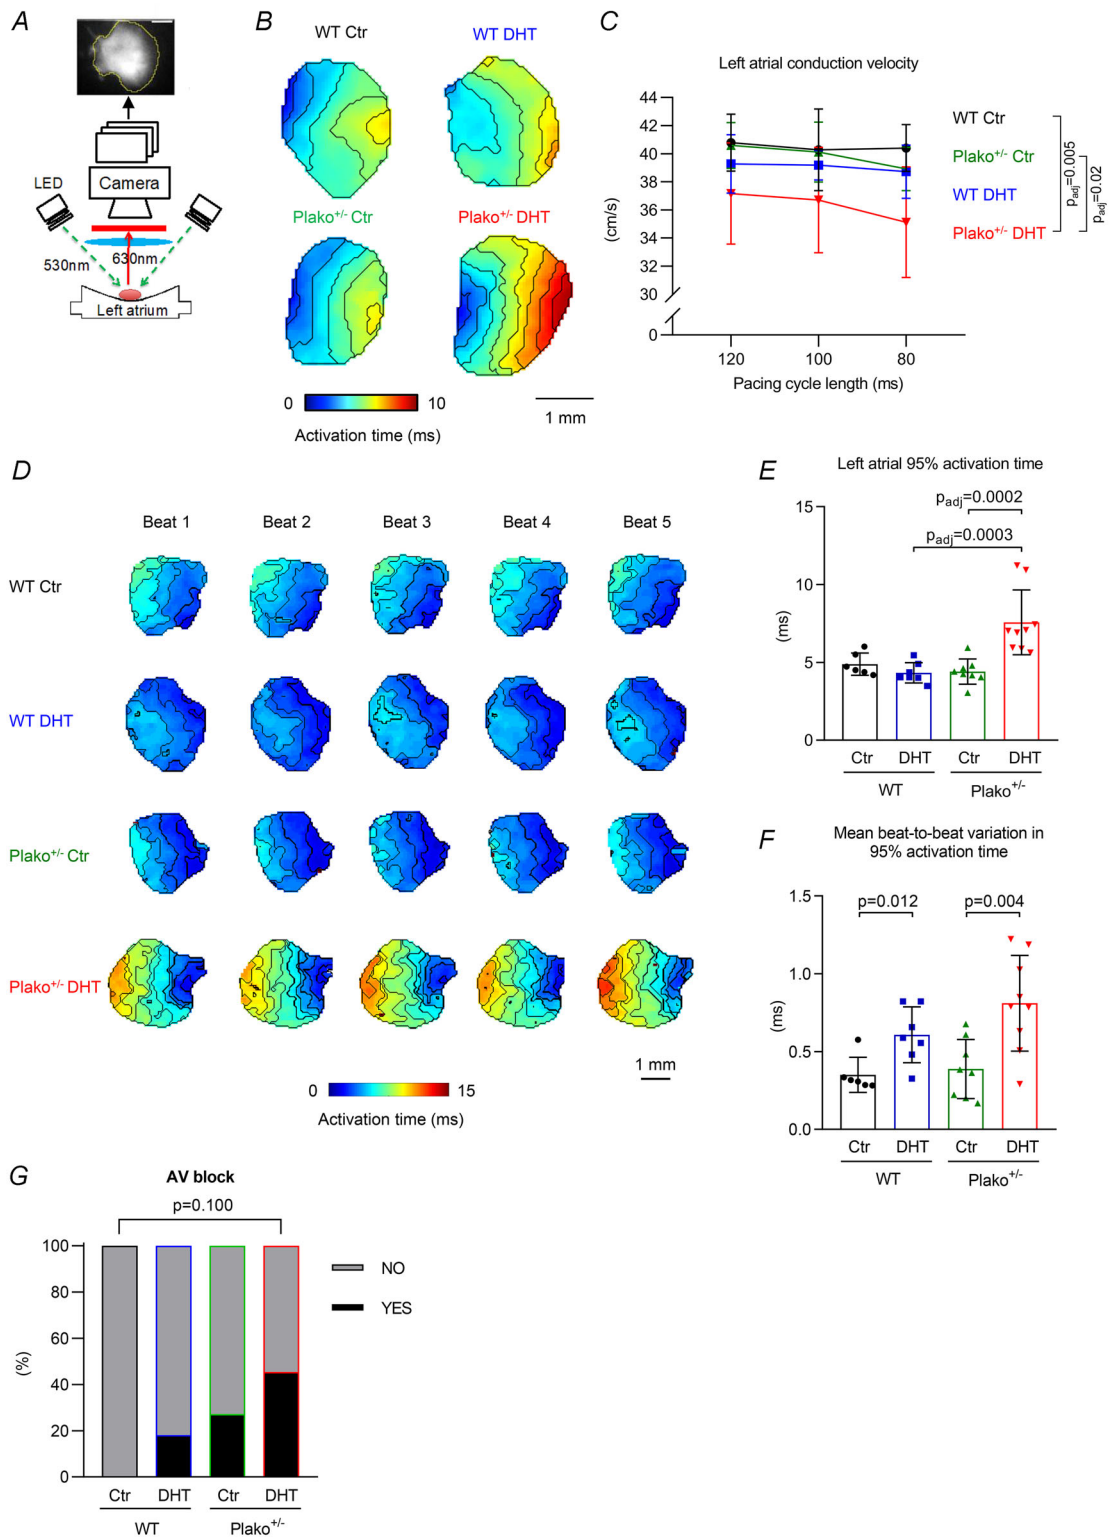 A
LED
Camera
530nm
630nm
Left atrium
B
WT Ctr
WT DHT
Plako+/- Ctr
Plako+/- DHT
0
10
Activation time (ms)
1 mm
C
Left atrial conduction velocity
44
42
40
38
36
34
32
30
0
(cm/s)
120
100
80
Pacing cycle length (ms)
WT Ctr
Plako+/- Ctr
WT DHT
Plako+/- DHT
padj=0.005
padj=0.02
D
Beat 1
Beat 2
Beat 3
Beat 4
Beat 5
WT Ctr
WT DHT
Plako+/- Ctr
Plako+/- DHT
1 mm
0
15
Activation time (ms)
E
Left atrial 95% activation time
padj=0.0002
padj=0.0003
15
10
5
0
(ms)
Ctr
DHT
Ctr
DHT
WT
Plako+/-
F
Mean beat-to-beat variation in
95% activation time
p=0.012
p=0.004
1.5
1.0
0.5
0.0
(ms)
Ctr
DHT
Ctr
DHT
WT
Plako+/-
G
AV block
p=0.100
100
80
60
40
20
0
(%)
NO
YES
Ctr
DHT
Ctr
DHT
WT
Plako+/-